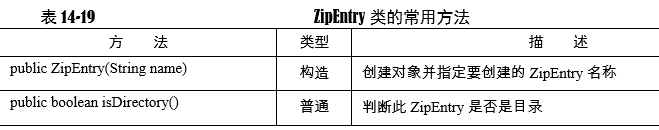 表 14-19 ZipEntry 类的常用方法
方 法 类型 描 述
public ZipEntry(String name) 构造 创建对象并指定要创建的 ZipEntry 名称
public boolean isDirectory() 普通 判断此 ZipEntry 是否是目录